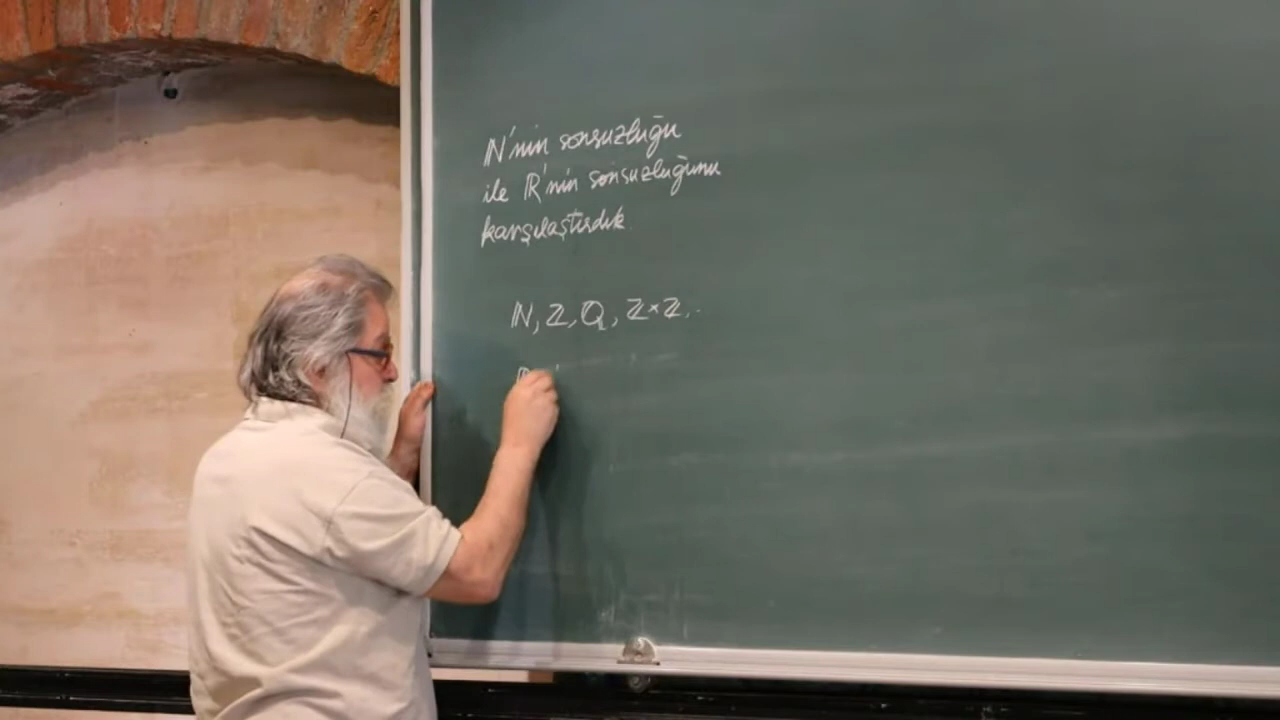 ℕ'nin sonsuzluğu
ile ℝ'nin sonsuzluğunu
karşılaştırdık
ℕ, ℤ, ℚ, ℤ×ℤ,..